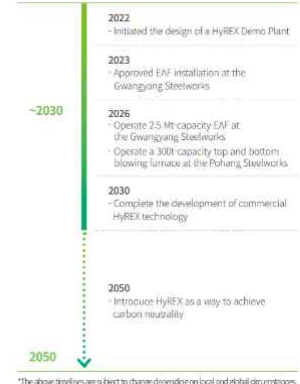 2022
- Initiated the design of a HyREX Demo Plant
2023
- Approved EAF installation at the
Gwangyang Steelworks
~2030
2026
- Operate 2.5 Mt-capacity EAF at
the Gwangyang Steelworks
- Operate a 300t-capacity top and bottom
blowing furnace at the Pohang Steelworks
2030
- Complete the development of commercial
HyREX technology
2050
- Introduce HyREX as a way to achieve
carbon neutrality
2050
*The above timelines are subject to change depending on local and global circumstances.